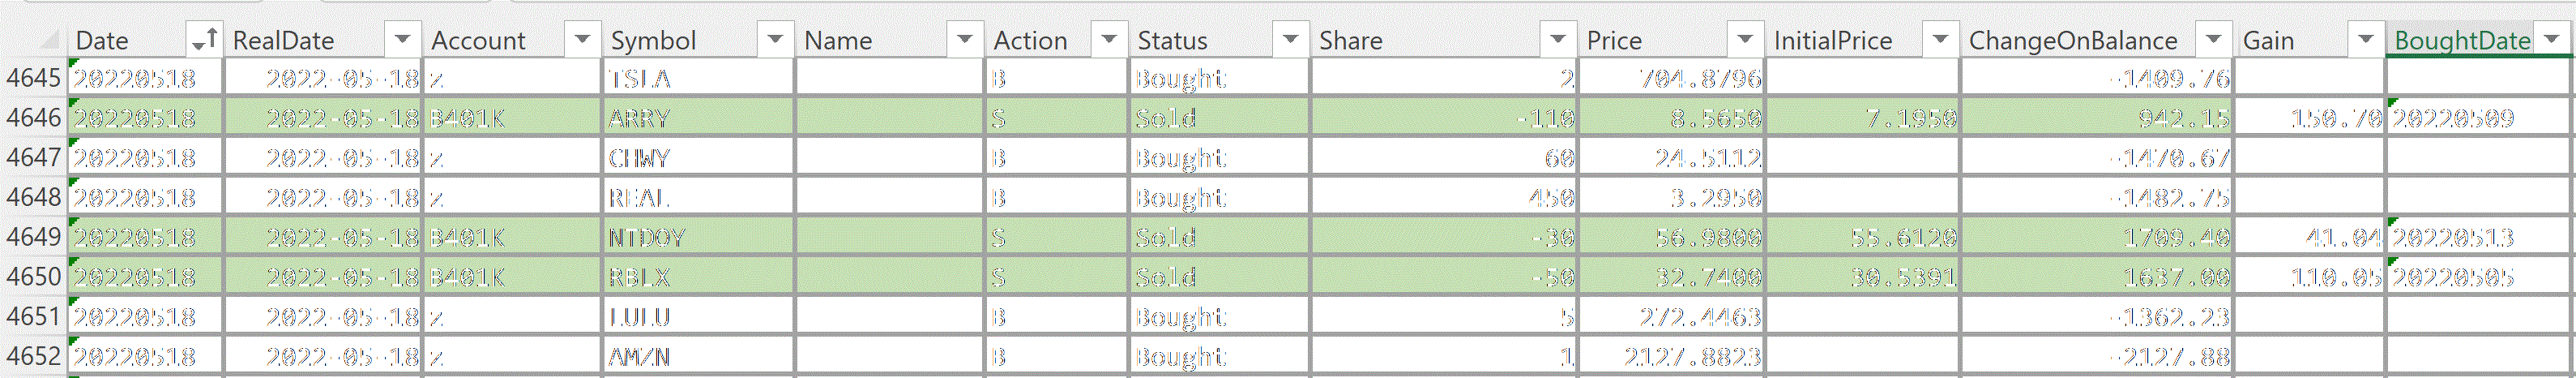 Date RealDate Account Symbol Name Action Status Share Price InitialPrice ChangeOnBalance Gain BoughtDate
4645 20220518 2022-05-18 z TSLA B Bought 2 704.8796 -1409.76
4646 20220518 2022-05-18 B401K ARRY S Sold -110 8.5650 7.1950 942.15 150.70 20220509
4647 20220518 2022-05-18 z CHWY B Bought 60 24.5112 -1470.67
4648 20220518 2022-05-18 z REAL B Bought 450 3.2950 -1482.75
4649 20220518 2022-05-18 B401K NTDOY S Sold -30 56.9800 55.6120 1709.40 41.04 20220513
4650 20220518 2022-05-18 B401K RBLX S Sold -50 32.7400 30.5391 1637.00 110.05 20220505
4651 20220518 2022-05-18 z LULU B Bought 5 272.4463 -1362.23
4652 20220518 2022-05-18 z AMZN B Bought 1 2127.8823 -2127.88